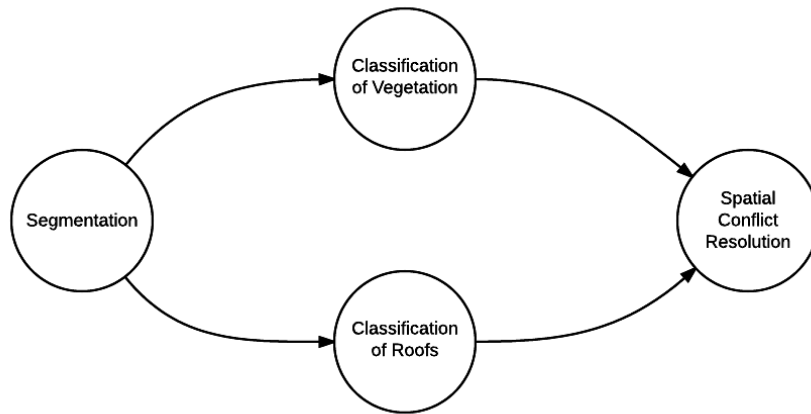 Classification
of Vegetation
Segmentation
Spatial
Conflict
Resolution
Classification
of Roofs